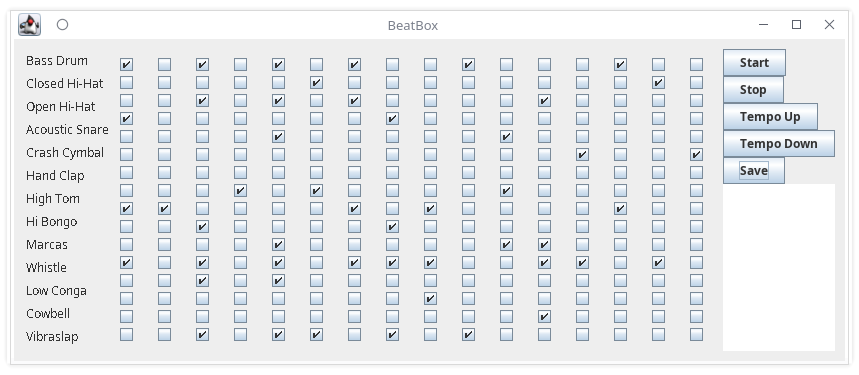 BeatBox
Bass Drum
Closed Hi-Hat
Open Hi-Hat
Acoustic Snare
Crash Cymbal
Hand Clap
High Tom
Hi Bongo
Marcas
Whistle
Low Conga
Cowbell
Vibraslap
Start
Stop
Tempo Up
Tempo Down
Save